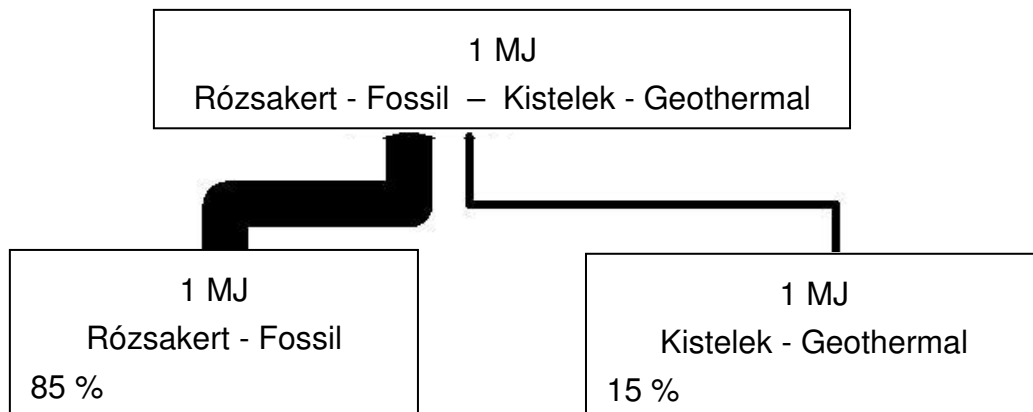 1 MJ
Rózsakert - Fossil – Kistelek - Geothermal
1 MJ
Rózsakert - Fossil
85 %
1 MJ
Kistelek - Geothermal
15 %